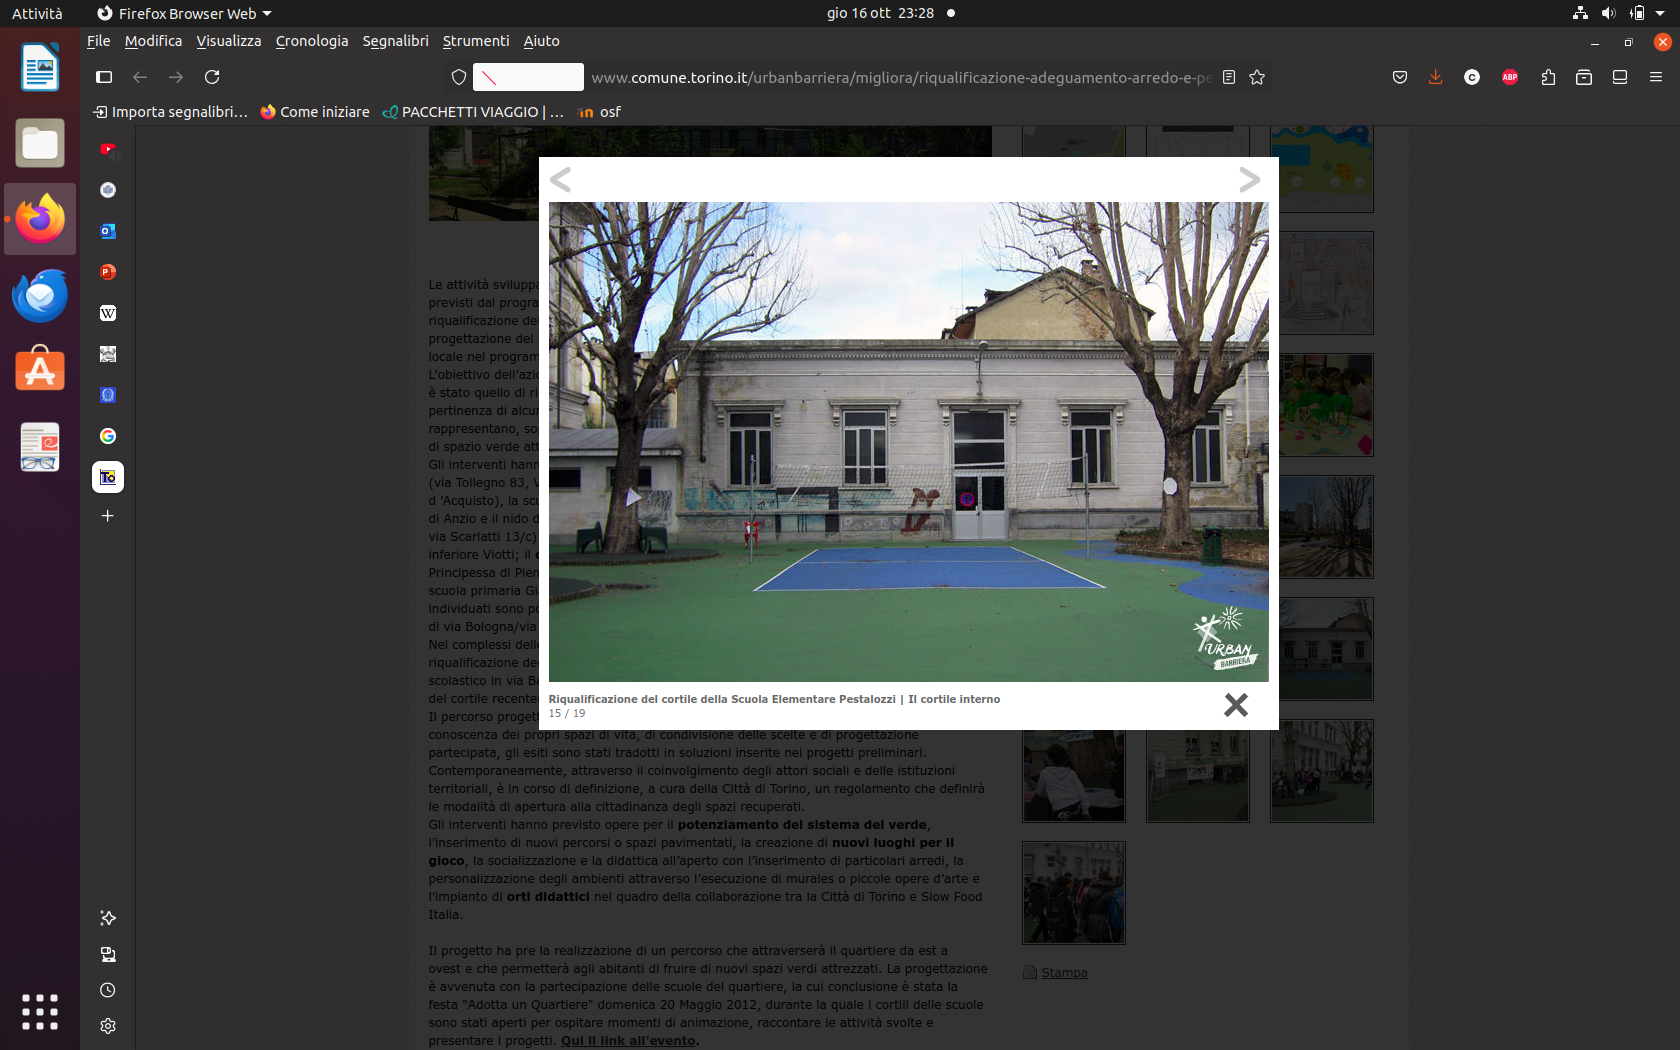 Attività
Firefox Browser Web
gio 16 ott 23:28
File Modifica Visualizza Cronologia Segnalibri Strumenti Aiuto
www.comune.torino.it/urbanbarriera/migliora/riqualificazione-adeguamento-arredo-e-pe
Importa segnalibri… Come iniziare PACCHETTI VIAGGIO | … osf
< >
Le attività svilupp
previsti dal progra
riqualificazione de
progettazione del
locale nel program
L'obiettivo dell'azio
è stato quello di ri
pertinenza di alcu
rappresentano, so
di spazio verde att
Gli interventi hann
(via Tollegno 83, V
d 'Acquisto), la scu
di Anzio e il nido d
via Scarlatti 13/c)
inferiore Viotti; il
Principessa di Pien
scuola primaria Gi
individuati sono po
di via Bologna/via
Nei complessi delle
riqualificazione de
scolastico in via Ba
del cortile recente
Il percorso proget
URBAN
BARRIERA
Riqualificazione del cortile della Scuola Elementare Pestalozzi | Il cortile interno
15 / 19
conoscenza dei propri spazi di vita, di condivisione delle scelte e di progettazione
partecipata, gli esiti sono stati tradotti in soluzioni inserite nei progetti preliminari.
Contemporaneamente, attraverso il coinvolgimento degli attori sociali e delle istituzioni
territoriali, è in corso di definizione, a cura della Città di Torino, un regolamento che definirà
le modalità di apertura alla cittadinanza degli spazi recuperati.
Gli interventi hanno previsto opere per il potenziamento del sistema del verde,
l'inserimento di nuovi percorsi o spazi pavimentati, la creazione di nuovi luoghi per il
gioco, la socializzazione e la didattica all'aperto con l'inserimento di particolari arredi, la
personalizzazione degli ambienti attraverso l'esecuzione di murales o piccole opere d'arte e
l'impianto di orti didattici nel quadro della collaborazione tra la Città di Torino e Slow Food
Italia.
Il progetto ha pre la realizzazione di un percorso che attraverserà il quartiere da est a
ovest e che permetterà agli abitanti di fruire di nuovi spazi verdi attrezzati. La progettazione
è avvenuta con la partecipazione delle scuole del quartiere, la cui conclusione è stata la
festa "Adotta un Quartiere" domenica 20 Maggio 2012, durante la quale i cortili delle scuole
sono stati aperti per ospitare momenti di animazione, raccontare le attività svolte e
presentare i progetti. Qui il link all'evento.
Stampa